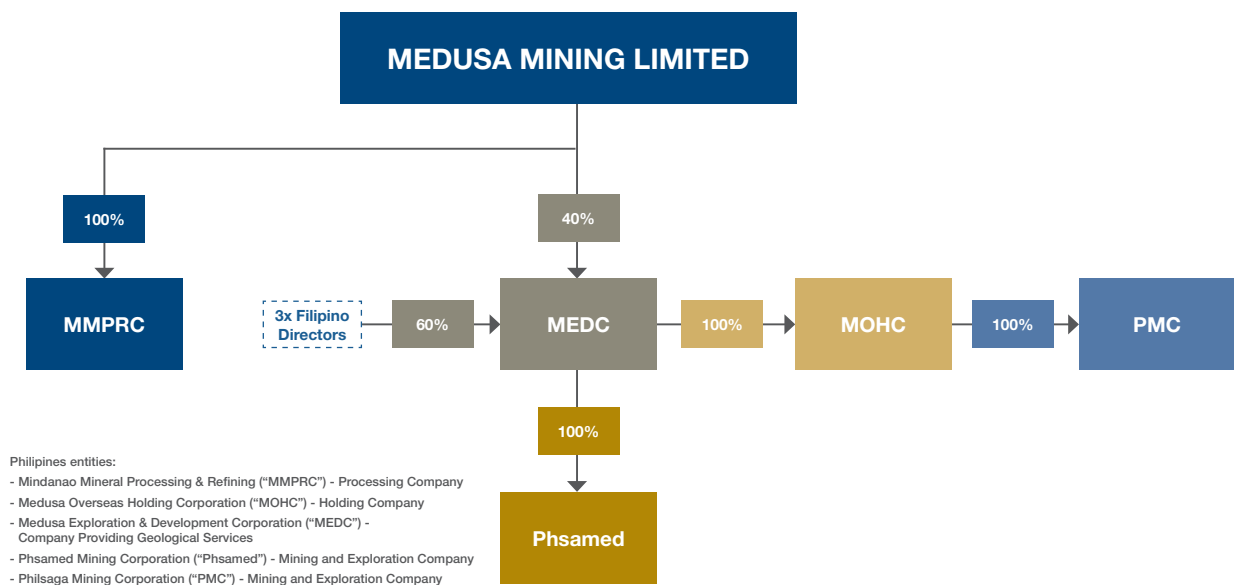 MEDUSA MINING LIMITED
100%
40%
MMPRC
3x Filipino
Directors
60%
MEDC
100%
MOHC
100%
PMC
100%
Phsamed
Philipines entities:
- Mindanao Mineral Processing & Refining (“MMPRC”) - Processing Company
- Medusa Overseas Holding Corporation (“MOHC”) - Holding Company
- Medusa Exploration & Development Corporation (“MEDC”) -
Company Providing Geological Services
- Phsamed Mining Corporation (“Phsamed”) - Mining and Exploration Company
- Philsaga Mining Corporation (“PMC”) - Mining and Exploration Company